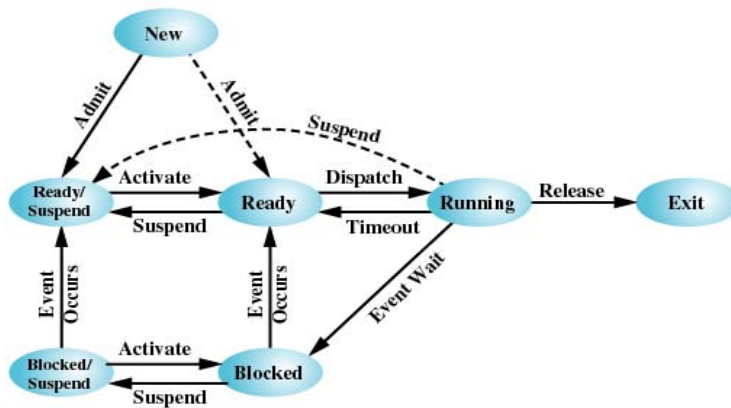 New
Admit
Admit
Suspend
Ready/
Suspend
Activate
Suspend
Ready
Dispatch
Timeout
Running
Release
Exit
Event
Occurs
Event
Occurs
Event Wait
Blocked/
Suspend
Activate
Suspend
Blocked